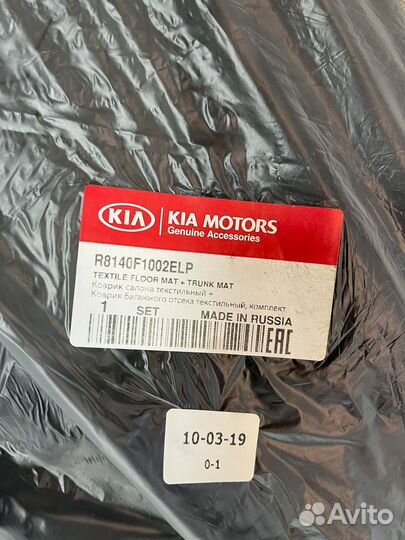 KIA
KIA MOTORS
Genuine Accessories
R8140F1002ELP
TEXTILE FLOOR MAT + TRUNK MAT
Коврик салона текстильный +
Коврик багажного отсека текстильный, комплект
1 SET MADE IN RUSSIA
EAC
10-03-19
0-1
Avito